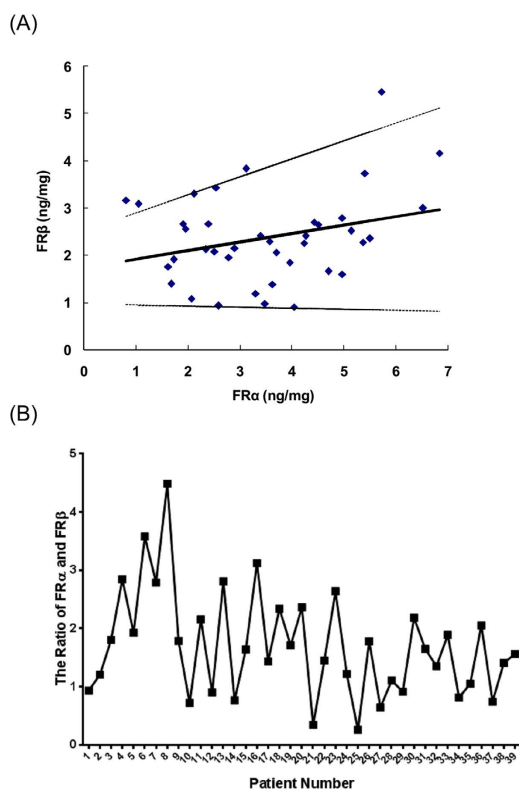 (A)
6
5
4
3
2
1
0
FRβ (ng/mg)
0 1 2 3 4 5 6 7
FRα (ng/mg)
(B)
5
4
3
2
1
0
The Ratio of FRα and FRβ
1 2 3 4 5 6 7 8 9 10 11 12 13 14 15 16 17 18 19 20 21 22 23 24 25 26 27 28 29 30 31 32 33 34 35 36 37 38 39
Patient Number